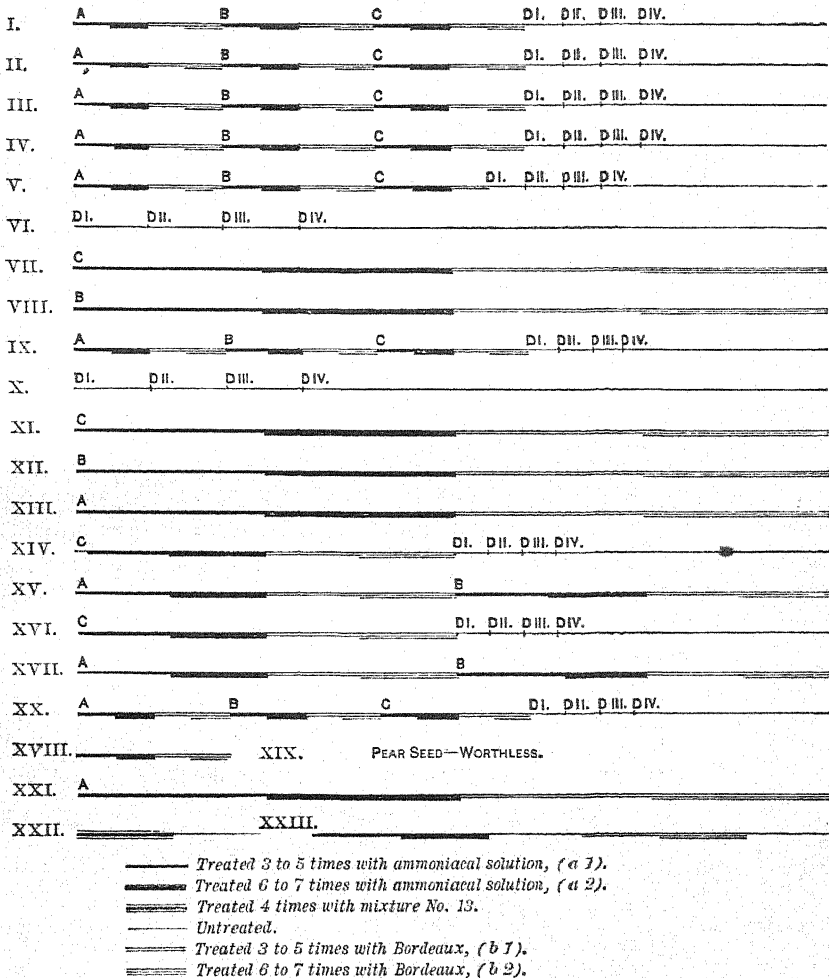 I. A B C DI. DII. DIII. DIV.
II. A B C DI. DII. DIII. DIV.
III. A B C DI. DII. DIII. DIV.
IV. A B C DI. DII. DIII. DIV.
V. A B C DI. DII. DIII. DIV.
VI. DI. DII. DIII. DIV.
VII. C
VIII. B
IX. A B C DI. DII. DIII. DIV.
X. DI. DII. DIII. DIV.
XI. C
XII. B
XIII. A
XIV. C DI. DII. DIII. DIV.
XV. A B
XVI. C DI. DII. DIII. DIV.
XVII. A B
XX. A B C DI. DII. DIII. DIV.
XVIII. XIX. PEAR SEED—WORTHLESS.
XXI. A
XXII. XXIII.
Treated 3 to 5 times with ammoniacal solution, (a 1).
Treated 6 to 7 times with ammoniacal solution, (a 2).
Treated 4 times with mixture No. 13.
Untreated.
Treated 3 to 5 times with Bordeaux, (b 1).
Treated 6 to 7 times with Bordeaux, (b 2).